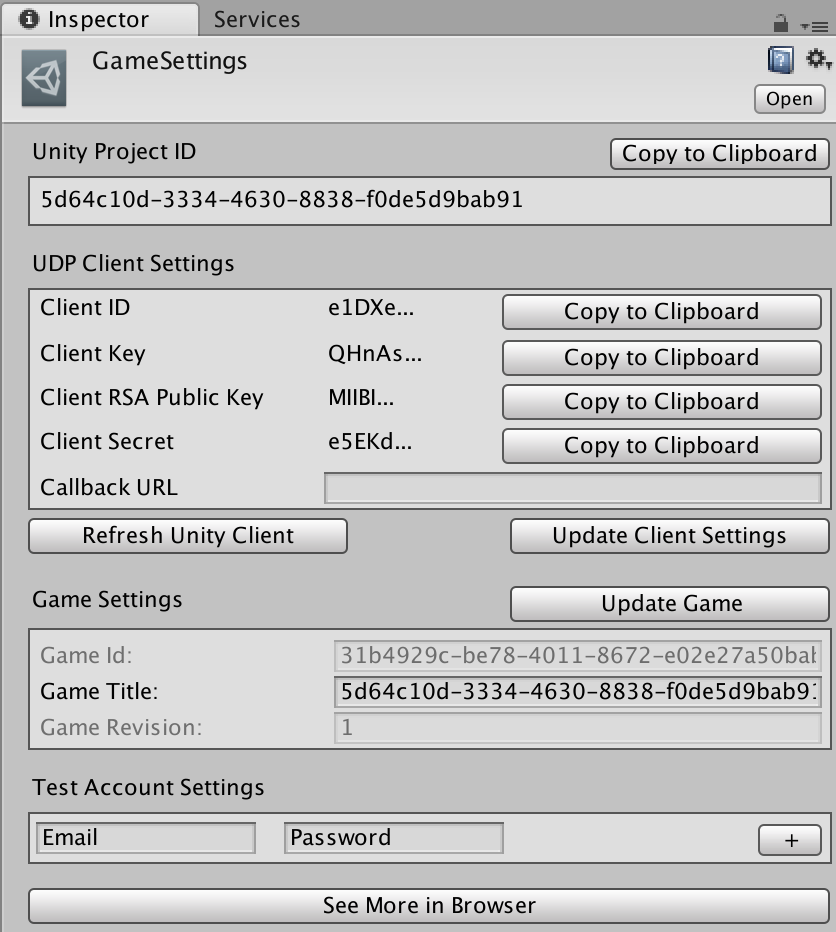 Inspector Services
GameSettings
Open
Unity Project ID Copy to Clipboard
5d64c10d-3334-4630-8838-f0de5d9bab91
UDP Client Settings
Client ID e1DXe... Copy to Clipboard
Client Key QHnAs... Copy to Clipboard
Client RSA Public Key MIIBI... Copy to Clipboard
Client Secret e5EKd... Copy to Clipboard
Callback URL
Refresh Unity Client Update Client Settings
Game Settings Update Game
Game Id: 31b4929c-be78-4011-8672-e02e27a50bab
Game Title: 5d64c10d-3334-4630-8838-f0de5d9bab91
Game Revision: 1
Test Account Settings
Email Password +
See More in Browser